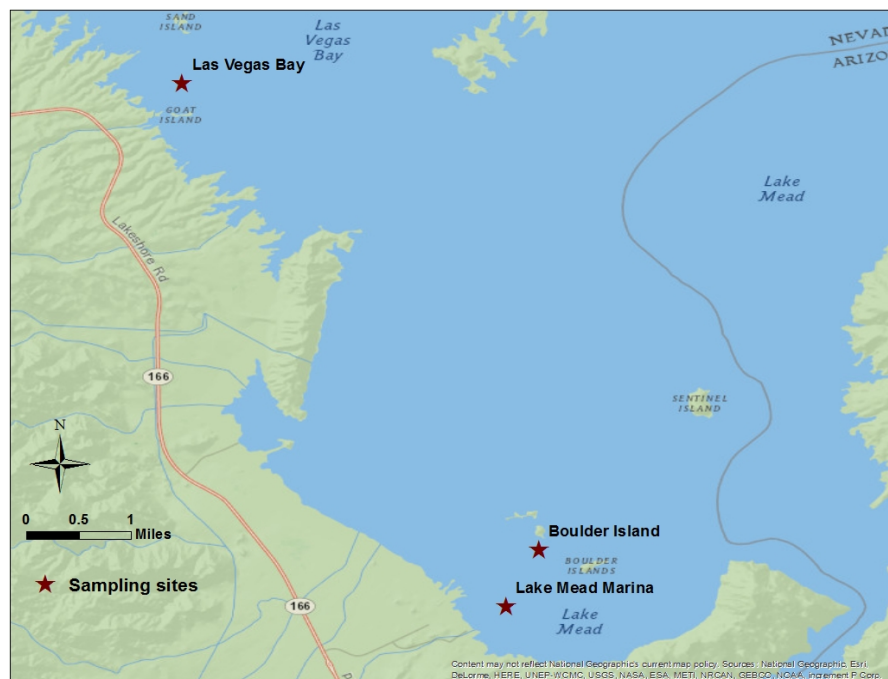 SAND
ISLAND
Las
Vegas
Bay
NEVAD
ARIZO
Las Vegas Bay
GOAT
ISLAND
Lake
Mead
Lakeshore Rd
166
SENTINEL
ISLAND
N
0 0.5 1
Miles
Boulder Island
BOULDER
ISLANDS
Sampling sites
Lake Mead Marina
166
Lake
Mead
Content may not reflect National Geographic's current map policy. Sources: National Geographic, Esri,
DeLorme, HERE, UNEP-WCMC, USGS, NASA, ESA, METI, NRCAN, GEBCO, NOAA, increment P Corp.